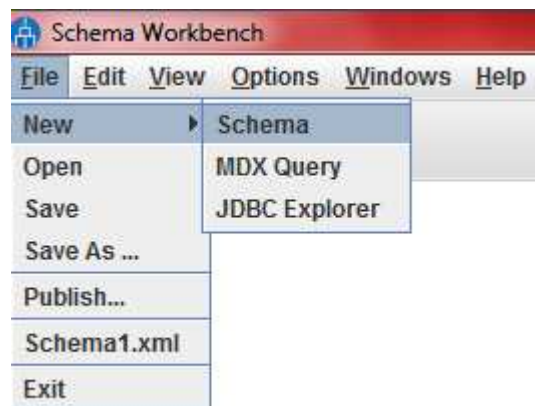 Schema Workbench
File Edit View Options Windows Help
New
Schema
Open
MDX Query
Save
JDBC Explorer
Save As ...
Publish...
Schema1.xml
Exit